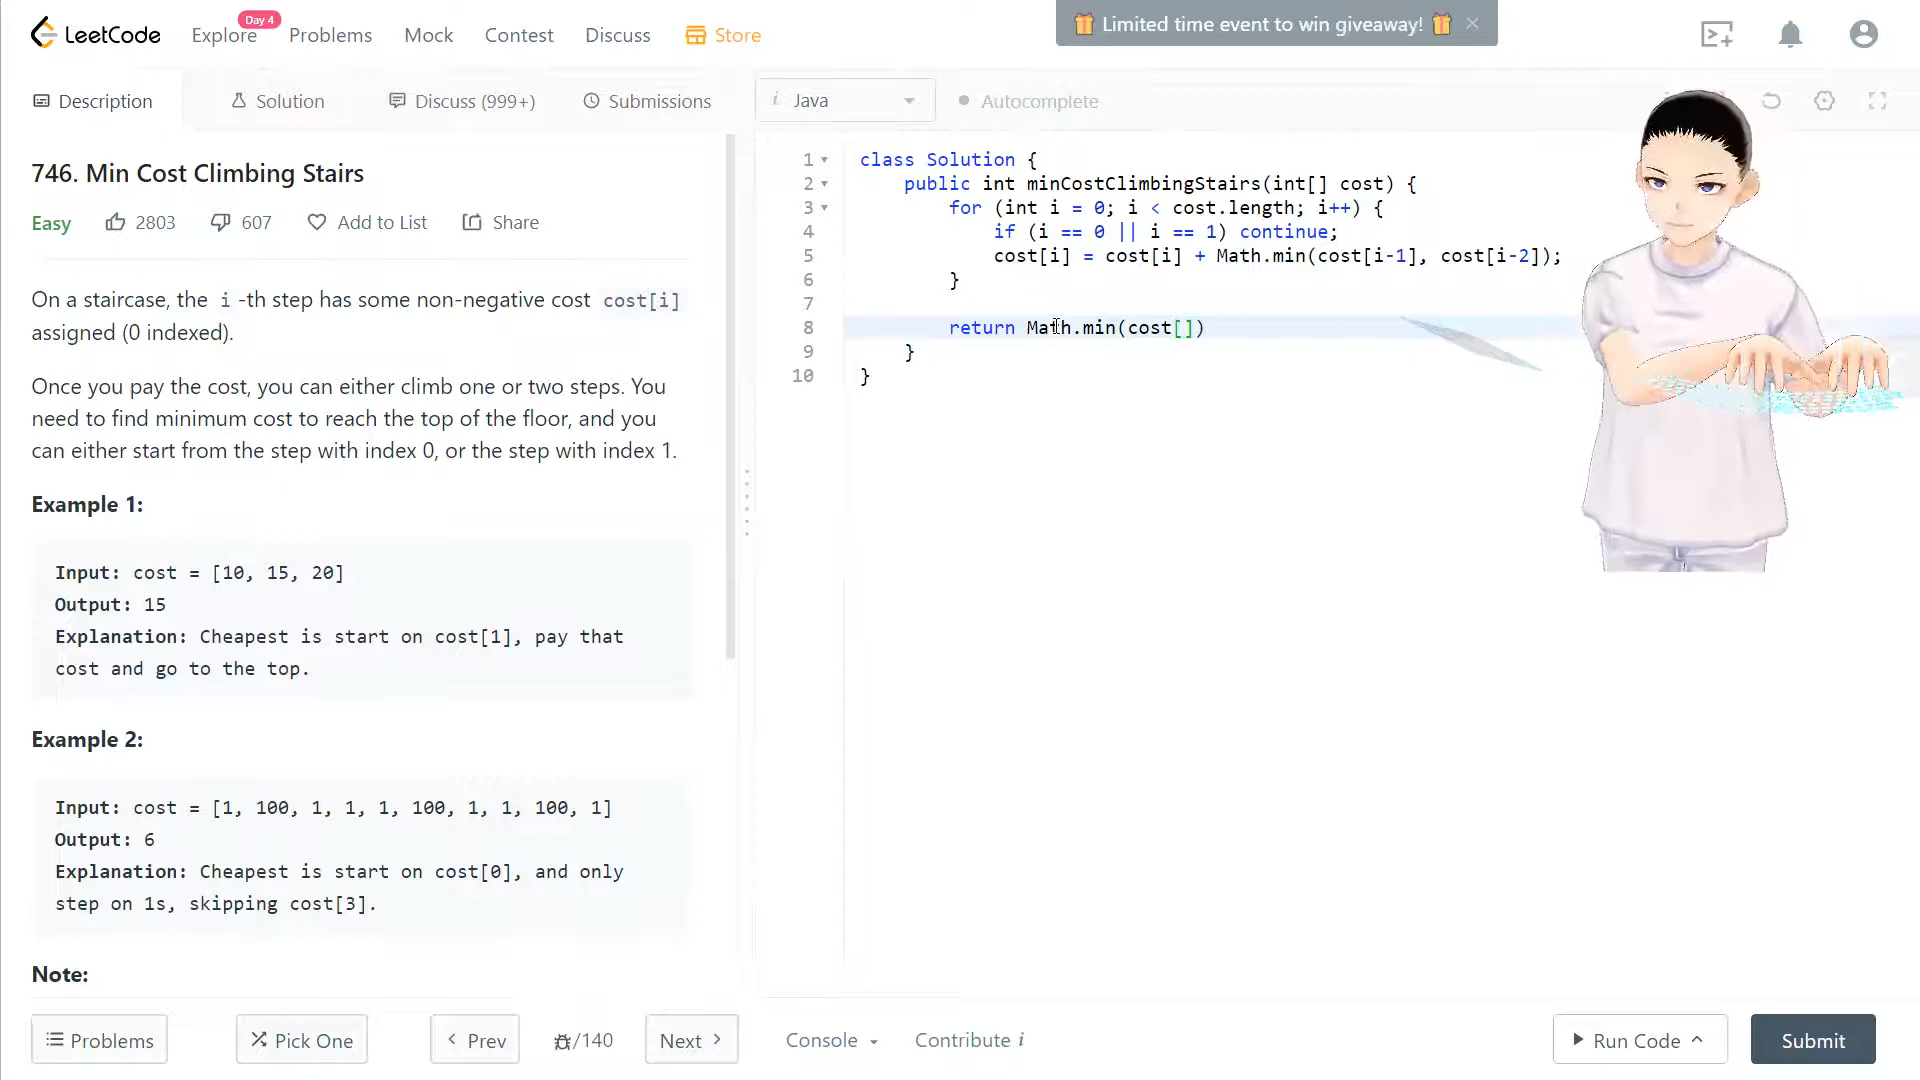 LeetCode
Explore
Day 4
Problems
Mock
Contest
Discuss
Store
🎁 Limited time event to win giveaway! 🎁 ×
Description
Solution
Discuss (999+)
Submissions
i Java
Autocomplete
746. Min Cost Climbing Stairs
Easy
2803
607
Add to List
Share
On a staircase, the i -th step has some non-negative cost cost[i]
assigned (0 indexed).
Once you pay the cost, you can either climb one or two steps. You
need to find minimum cost to reach the top of the floor, and you
can either start from the step with index 0, or the step with index 1.
Example 1:
Input: cost = [10, 15, 20]
Output: 15
Explanation: Cheapest is start on cost[1], pay that
cost and go to the top.
Example 2:
Input: cost = [1, 100, 1, 1, 1, 100, 1, 1, 100, 1]
Output: 6
Explanation: Cheapest is start on cost[0], and only
step on 1s, skipping cost[3].
Note:
1 class Solution {
2     public int minCostClimbingStairs(int[] cost) {
3         for (int i = 0; i < cost.length; i++) {
4             if (i == 0 || i == 1) continue;
5             cost[i] = cost[i] + Math.min(cost[i-1], cost[i-2]);
6         }
7
8         return Math.min(cost[])
9     }
10 }
Problems
Pick One
Prev
/140
Next
Console
Contribute i
Run Code
Submit